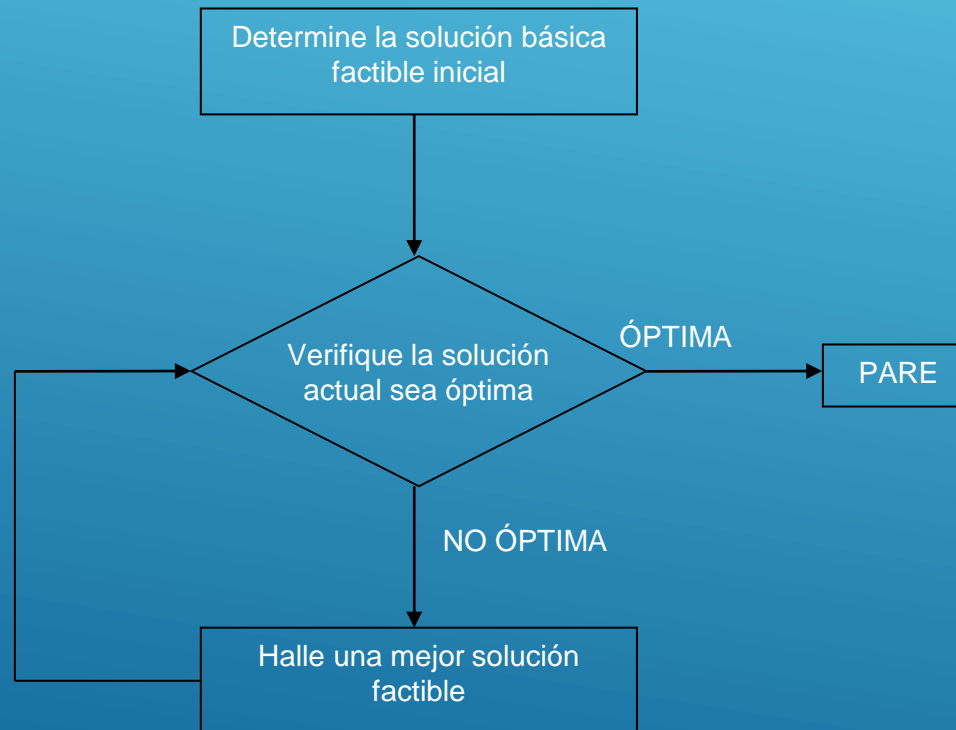 Determine la solución básica
factible inicial
Verifique la solución
actual sea óptima
ÓPTIMA
PARE
NO ÓPTIMA
Halle una mejor solución
factible